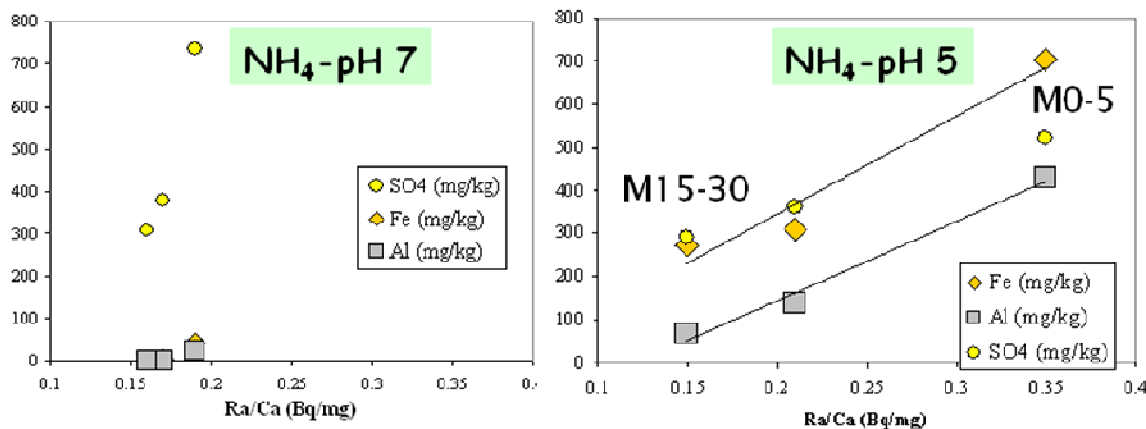 800
700
600
500
400
300
200
100
0
NH₄-pH 7
SO4 (mg/kg)
Fe (mg/kg)
Al (mg/kg)
0.1
0.15
0.2
0.25
0.3
0.35
0.
Ra/Ca (Bq/mg)
800
700
600
500
400
300
200
100
0
NH₄-pH 5
M0-5
M15-30
Fe (mg/kg)
Al (mg/kg)
SO4 (mg/kg)
0.1
0.15
0.2
0.25
0.3
0.35
0.4
Ra/Ca (Bq/mg)